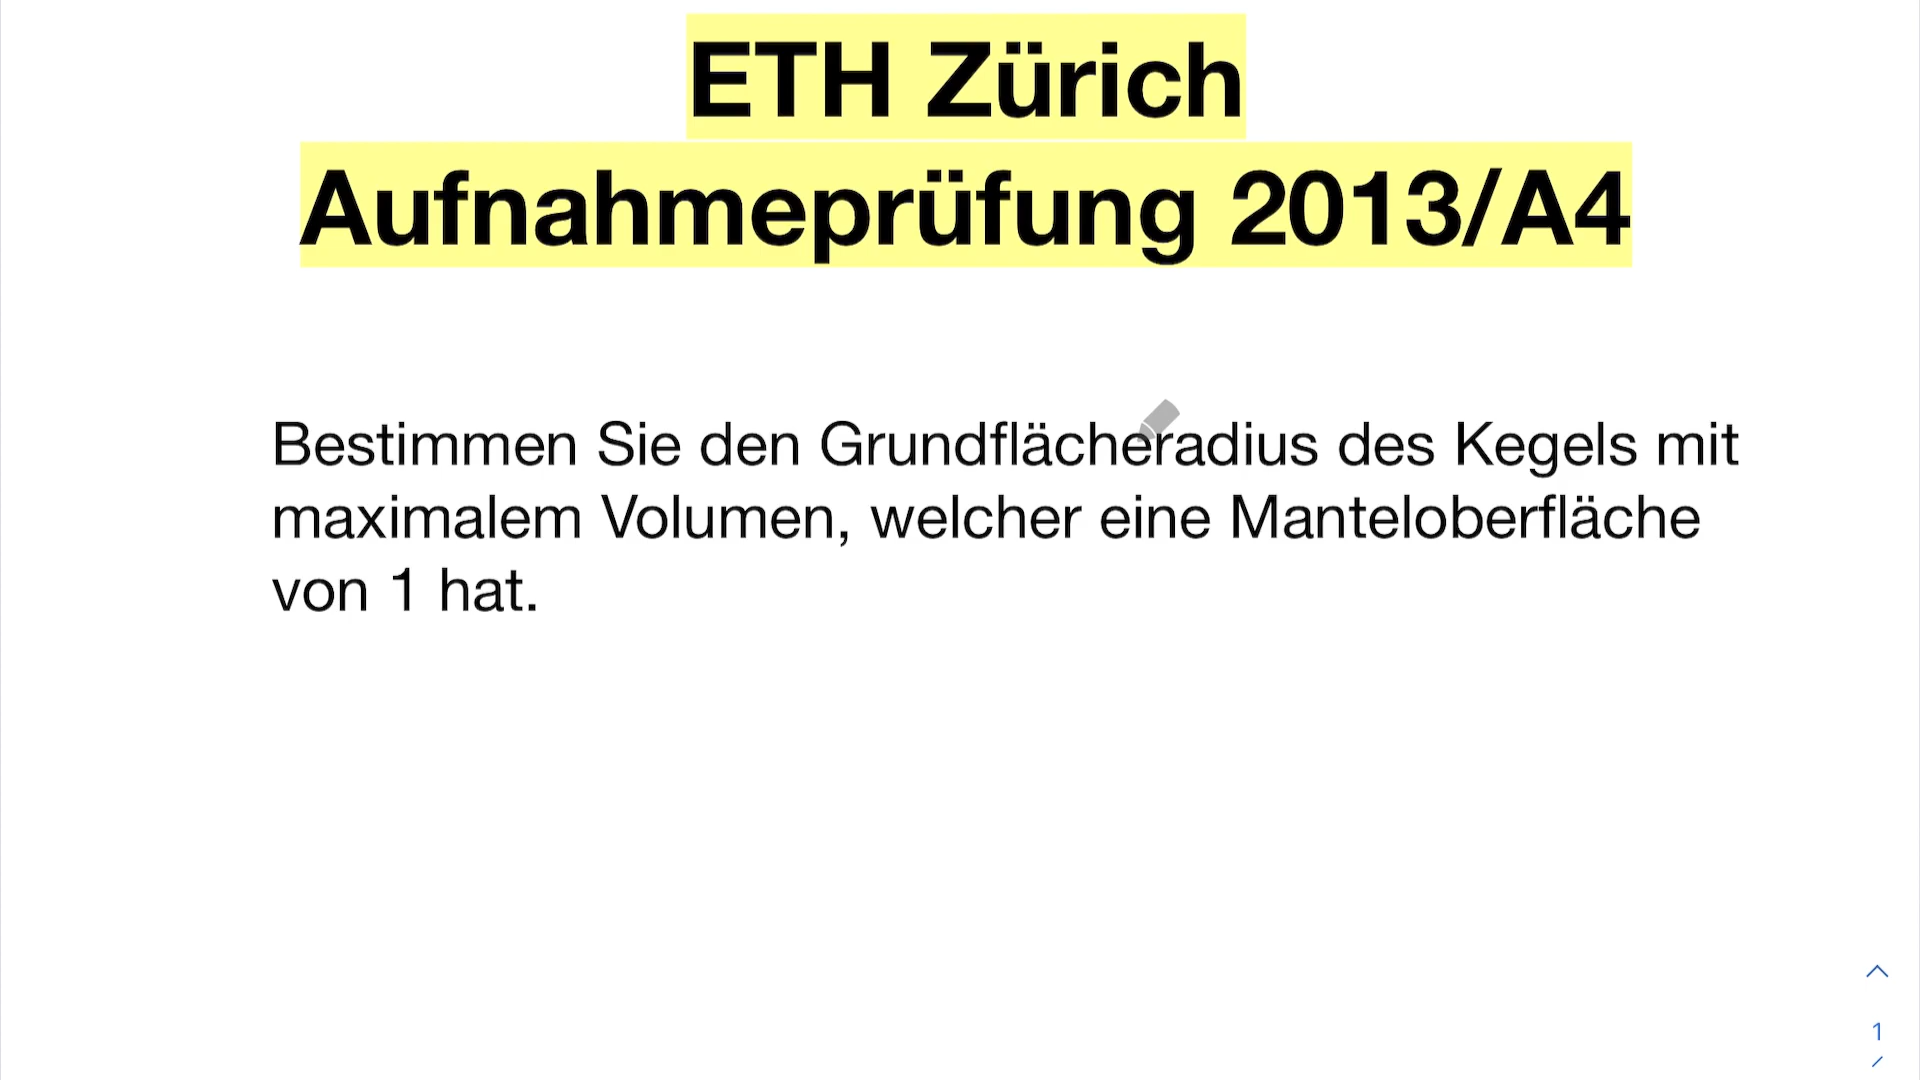 ETH Zürich
Aufnahmeprüfung 2013/A4
Bestimmen Sie den Grundflächeradius des Kegels mit
maximalem Volumen, welcher eine Manteloberfläche
von 1 hat.
1